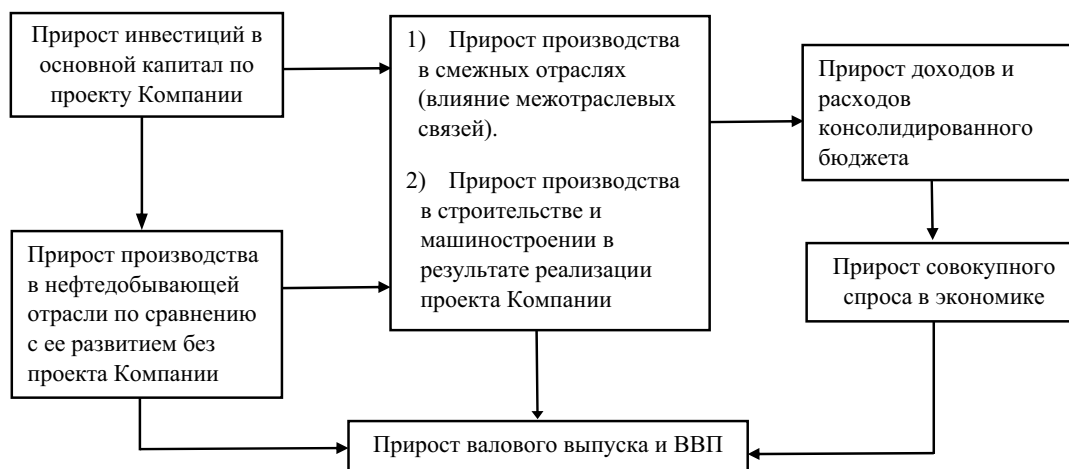 Прирост инвестиций в
основной капитал по
проекту Компании
1) Прирост производства
в смежных отраслях
(влияние межотраслевых
связей).
2) Прирост производства
в строительстве и
машиностроении в
результате реализации
проекта Компании
Прирост доходов и
расходов
консолидированного
бюджета
Прирост производства
в нефтедобывающей
отрасли по сравнению
с ее развитием без
проекта Компании
Прирост совокупного
спроса в экономике
Прирост валового выпуска и ВВП